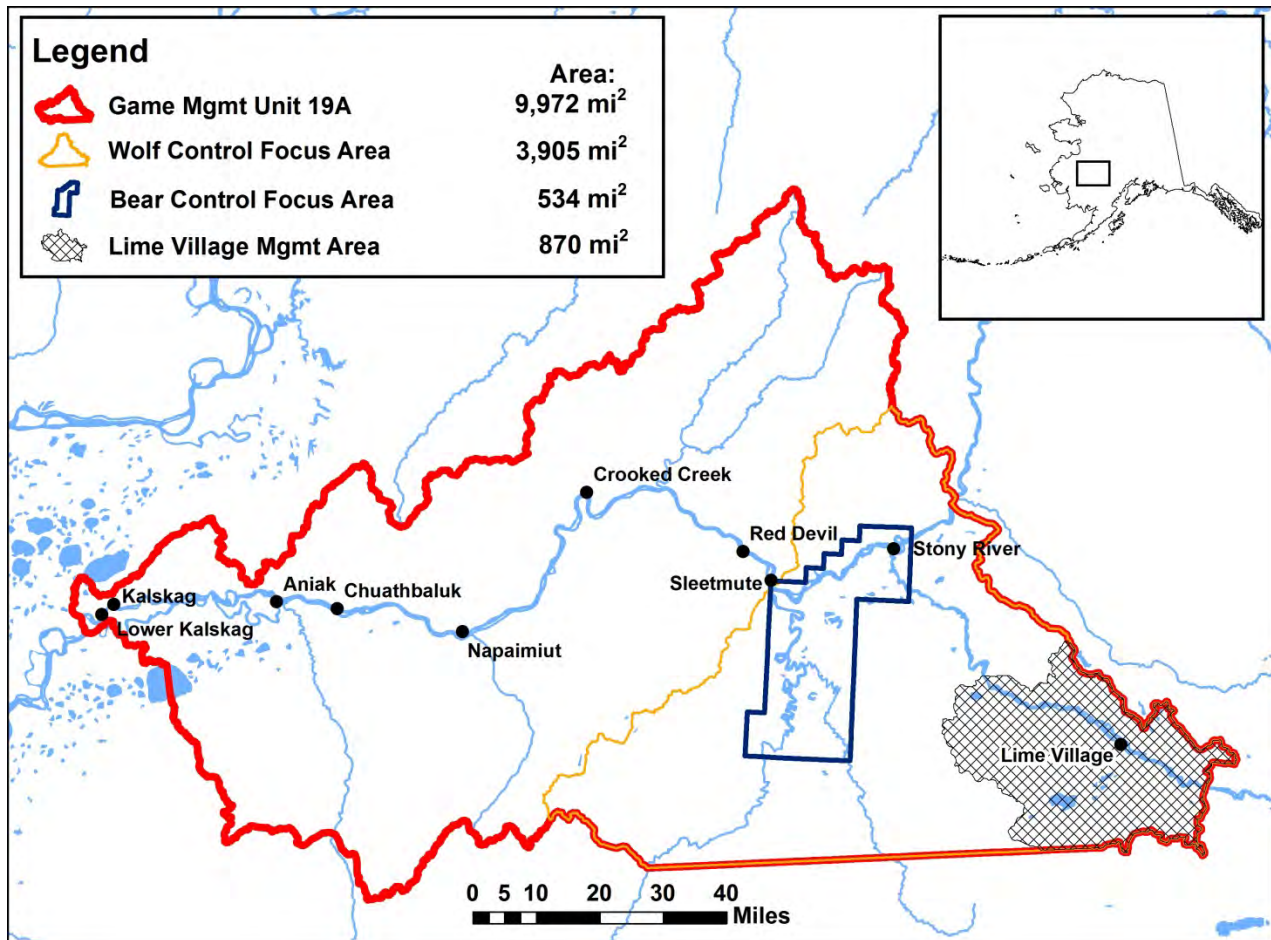 Legend
Area:
Game Mgmt Unit 19A 9,972 mi²
Wolf Control Focus Area 3,905 mi²
Bear Control Focus Area 534 mi²
Lime Village Mgmt Area 870 mi²
Crooked Creek
Red Devil
Stony River
Sleetmute
Kalskag
Aniak
Chuathbaluk
Lower Kalskag
Napaimiut
Lime Village
0 5 10 20 30 40
Miles